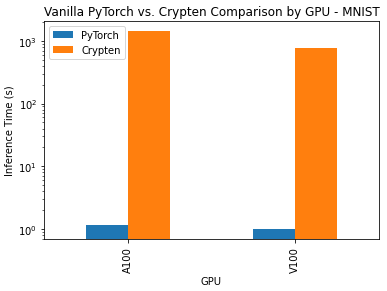 Vanilla PyTorch vs. Crypten Comparison by GPU - MNIST
PyTorch
Crypten
Inference Time (s)
10³
10²
10¹
10⁰
A100
V100
GPU